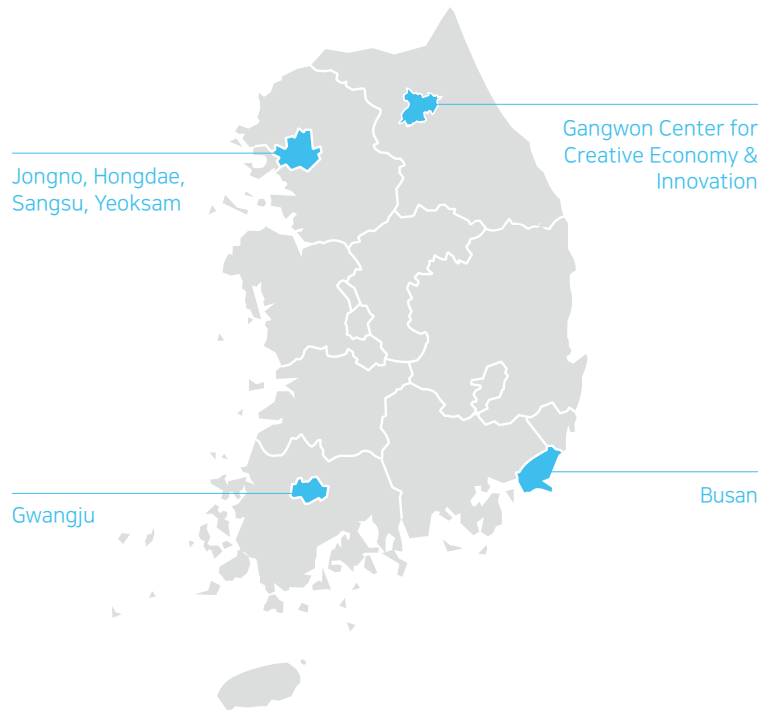 Gangwon Center for
Creative Economy &
Innovation
Jongno, Hongdae,
Sangsu, Yeoksam
Busan
Gwangju